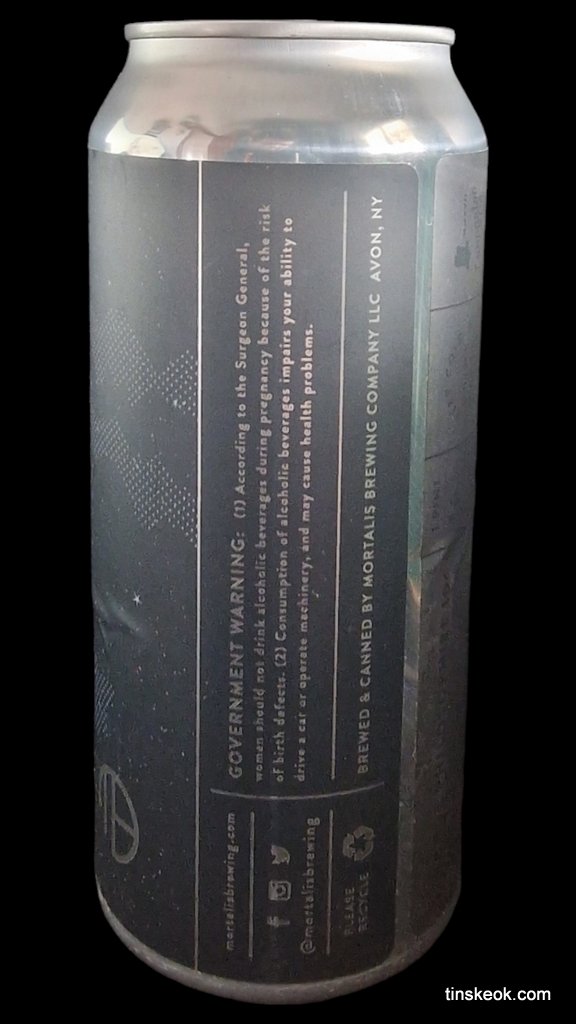 GOVERNMENT WARNING: (1) According to the Surgeon General,
women should not drink alcoholic beverages during pregnancy because of the risk
of birth defects. (2) Consumption of alcoholic beverages impairs your ability to
drive a car or operate machinery, and may cause health problems.
BREWED & CANNED BY MORTALIS BREWING COMPANY LLC AVON, NY
mortalisbrewing.com
@mortalisbrewing
PLEASE
RECYCLE
tinskeok.com